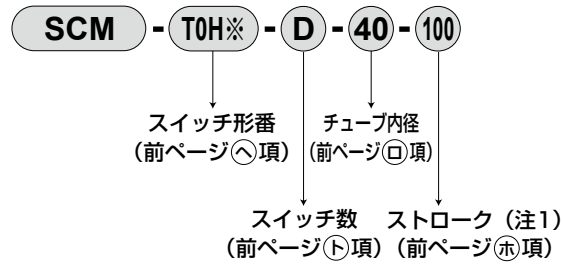 SCM - T0H※ - D - 40 - 100
スイッチ形番
（前ページ㋬項）
チューブ内径
（前ページ㋺項）
スイッチ数
（前ページ㋣項）
ストローク（注1）
（前ページ㋭項）